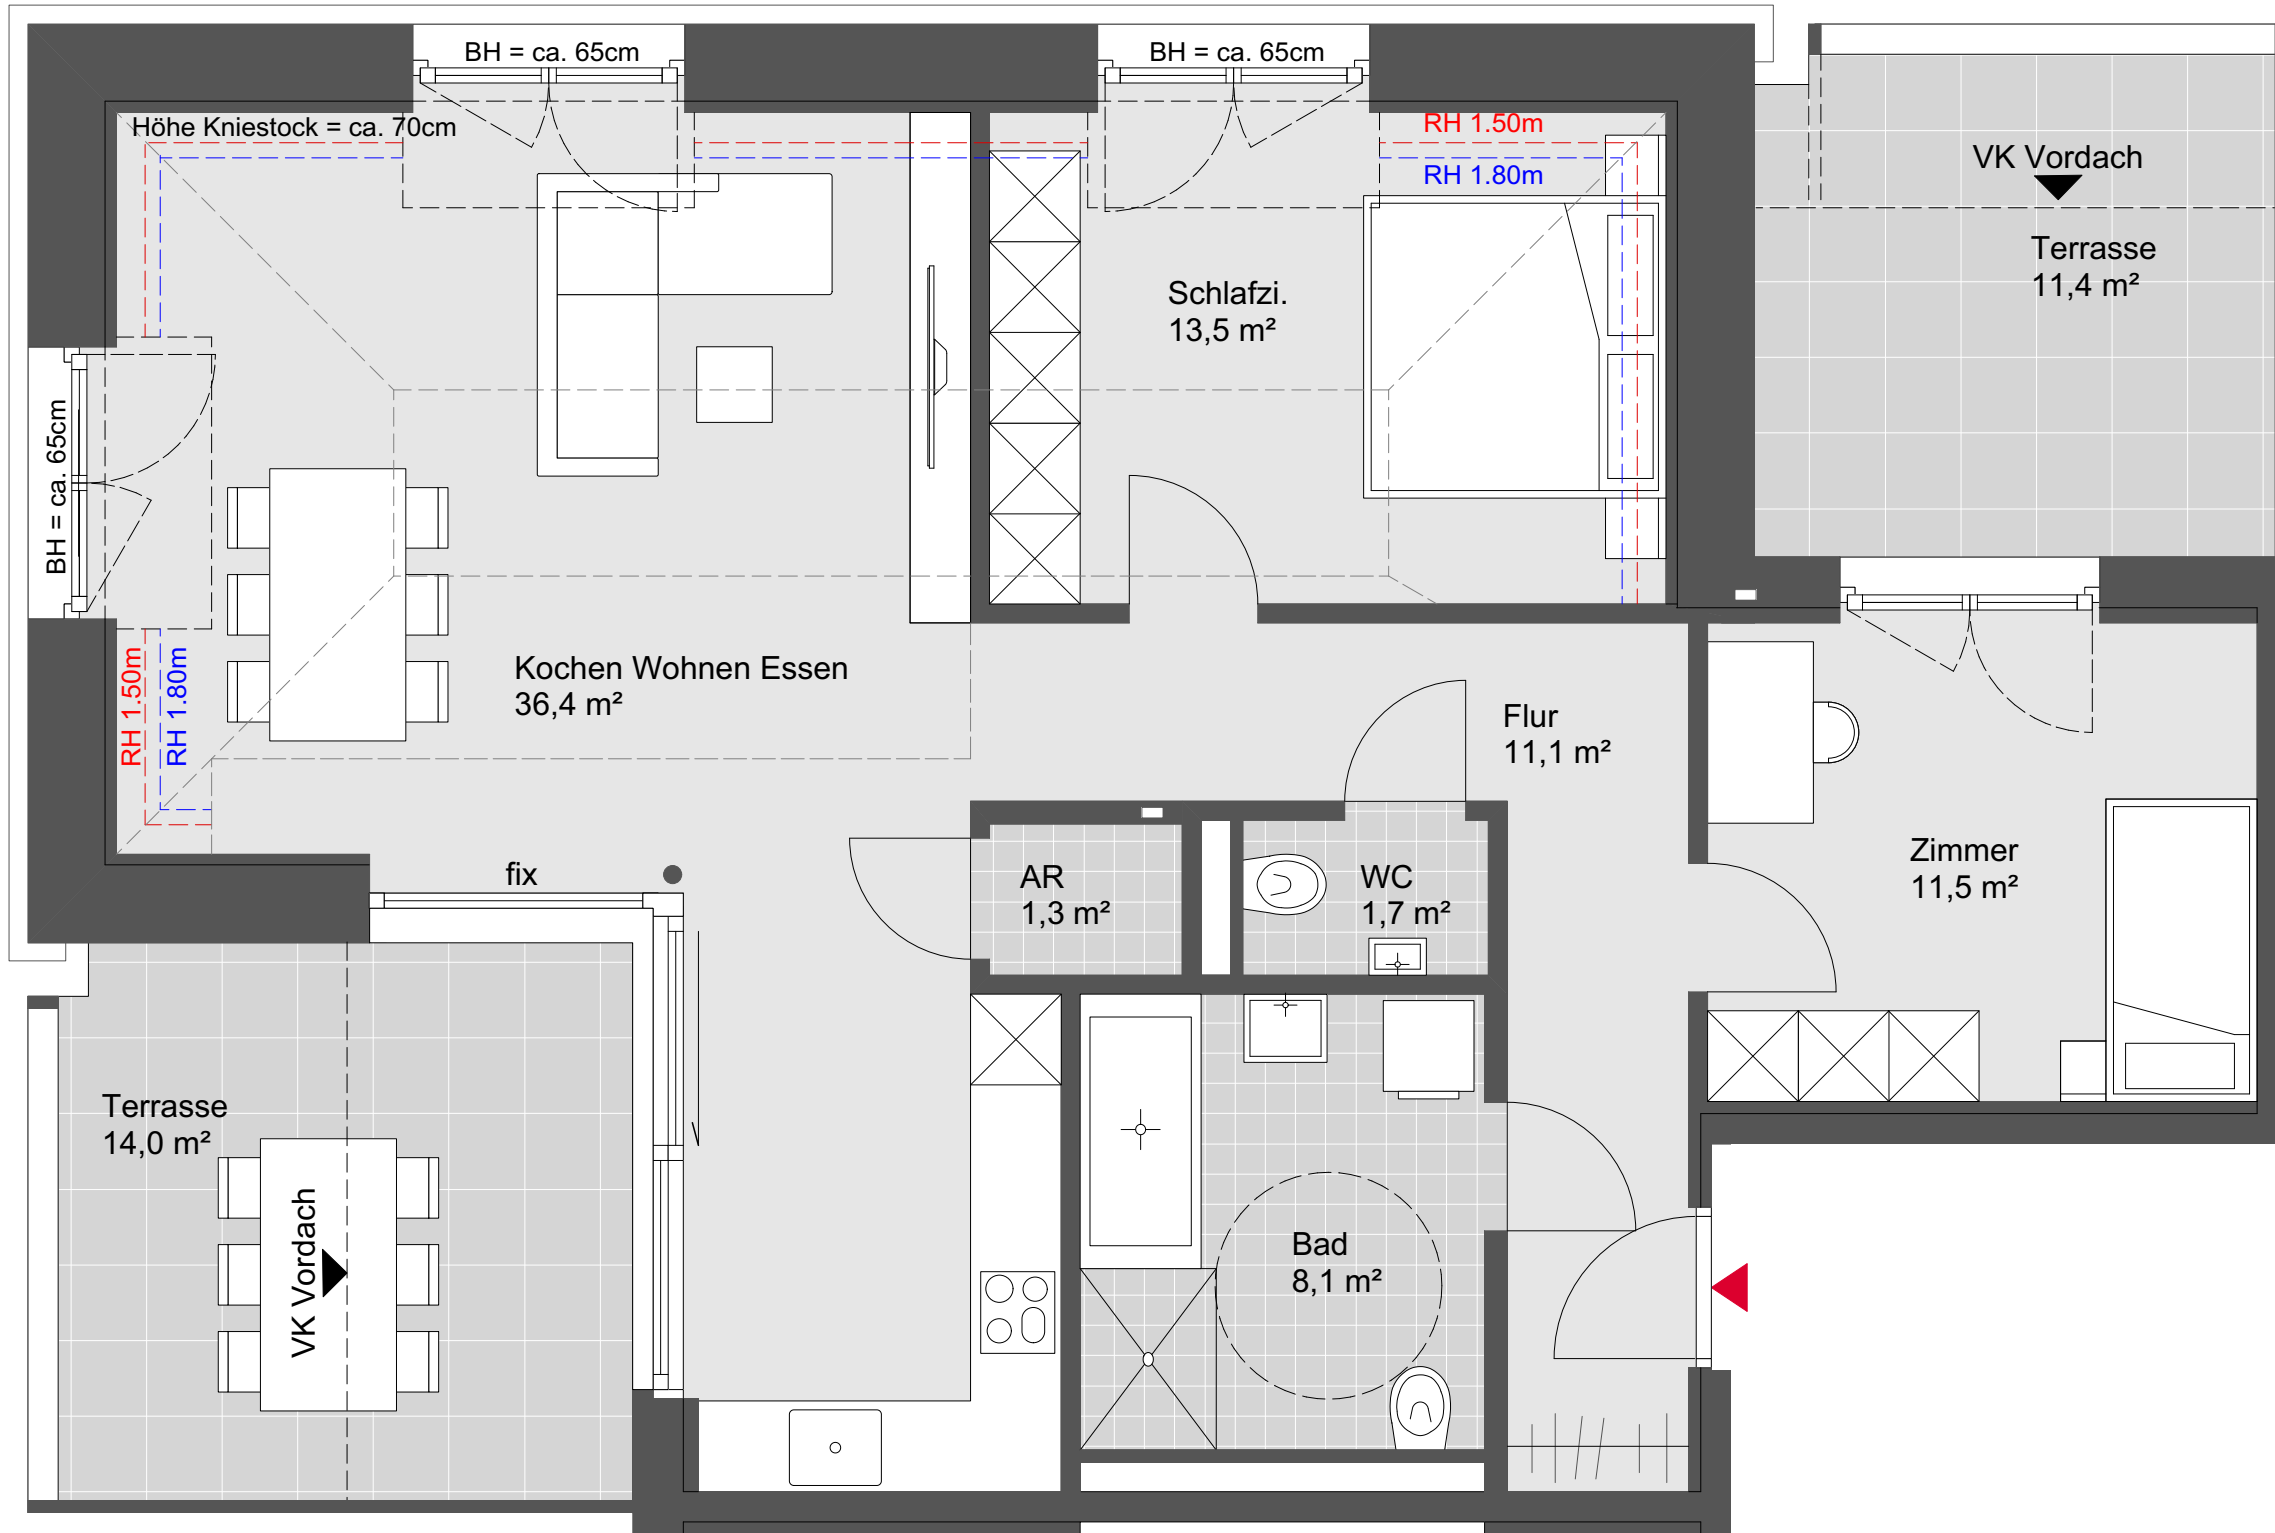 BH = ca. 65cm
BH = ca. 65cm
Höhe Kniestock = ca. 70cm
RH 1.50m
RH 1.80m
VK Vordach
Terrasse
11,4 m²
Schlafzi.
13,5 m²
BH = ca. 65cm
RH 1.50m
RH 1.80m
Kochen Wohnen Essen
36,4 m²
Flur
11,1 m²
Zimmer
11,5 m²
fix
AR
1,3 m²
WC
1,7 m²
Terrasse
14,0 m²
VK Vordach
Bad
8,1 m²